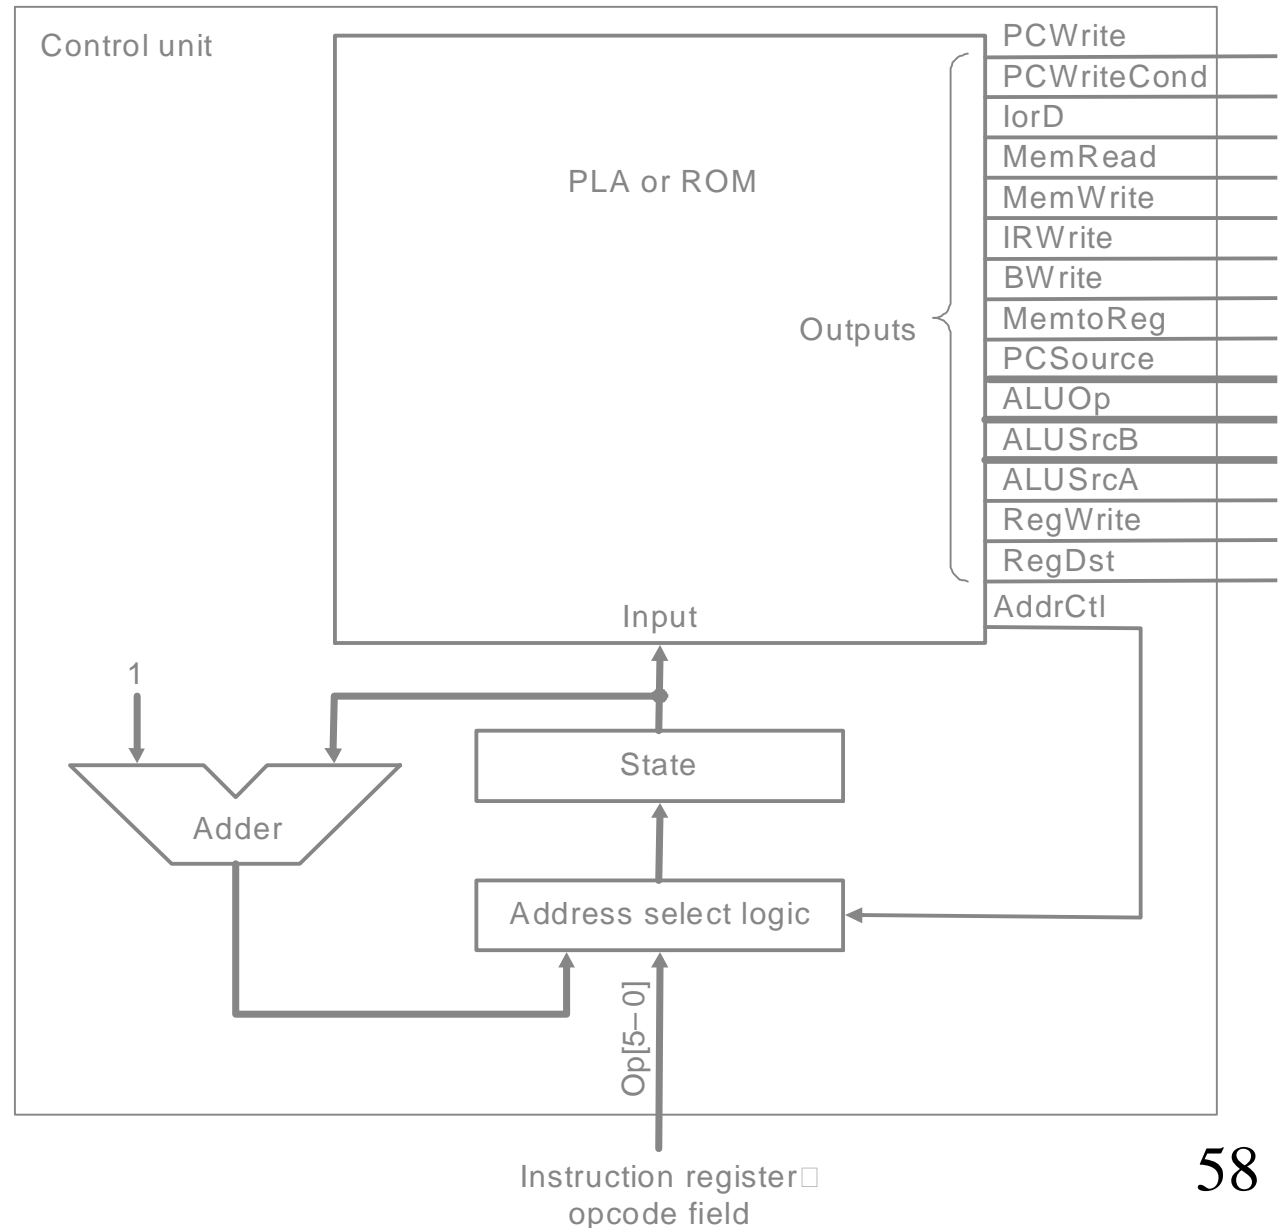 Control unit
PCWrite
PCWriteCond
IorD
MemRead
PLA or ROM
MemWrite
IRWrite
BWrite
MemtoReg
Outputs
PCSource
ALUOp
ALUSrcB
ALUSrcA
RegWrite
RegDst
AddrCtl
Input
1
State
Adder
Address select logic
Op[5–0]
Instruction register
opcode field
58